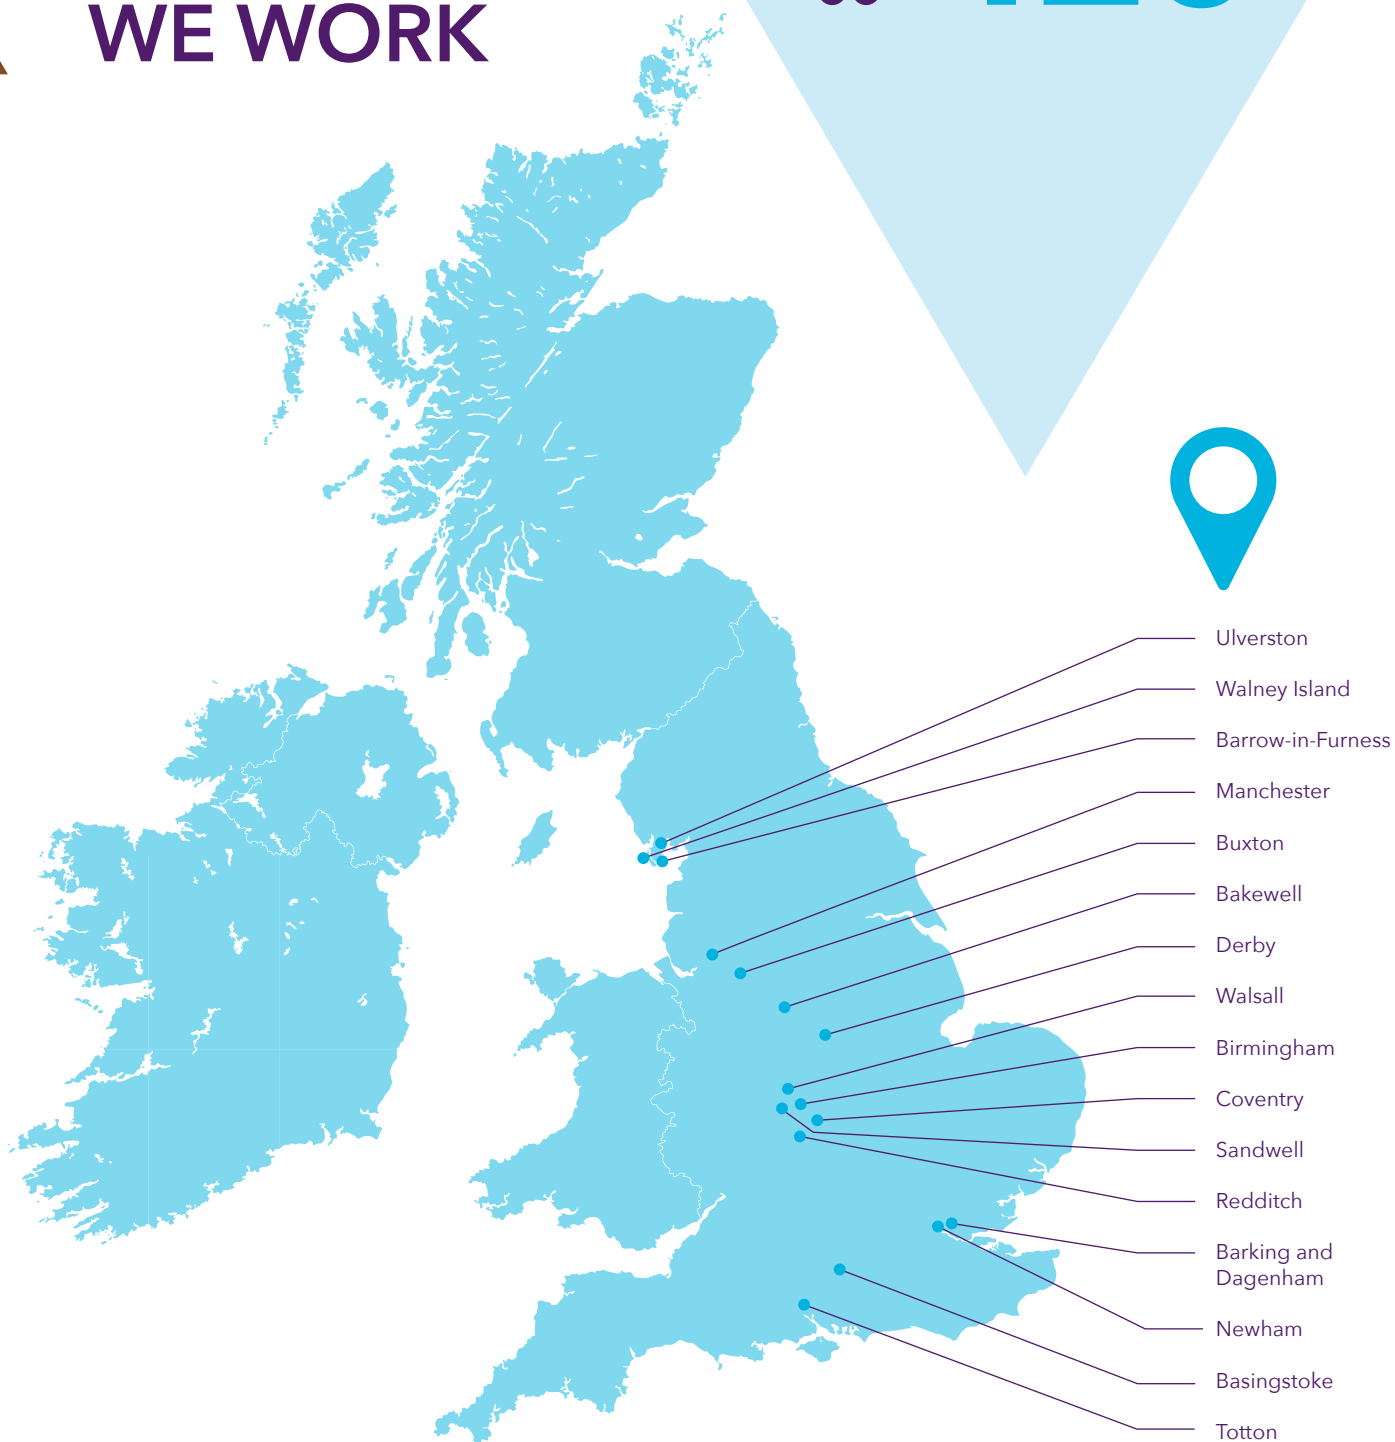 WE WORK
Ulverston
Walney Island
Barrow-in-Furness
Manchester
Buxton
Bakewell
Derby
Walsall
Birmingham
Coventry
Sandwell
Redditch
Barking and
Dagenham
Newham
Basingstoke
Totton